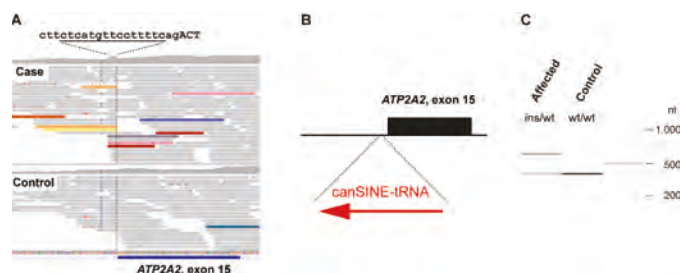 A
cttctcatgttccttttcagACT
Case
Control
ATP2A2, exon 15
B
ATP2A2, exon 15
canSINE-tRNA
C
Affected
Control
ins/wt
wt/wt
nt
1.000
500
200